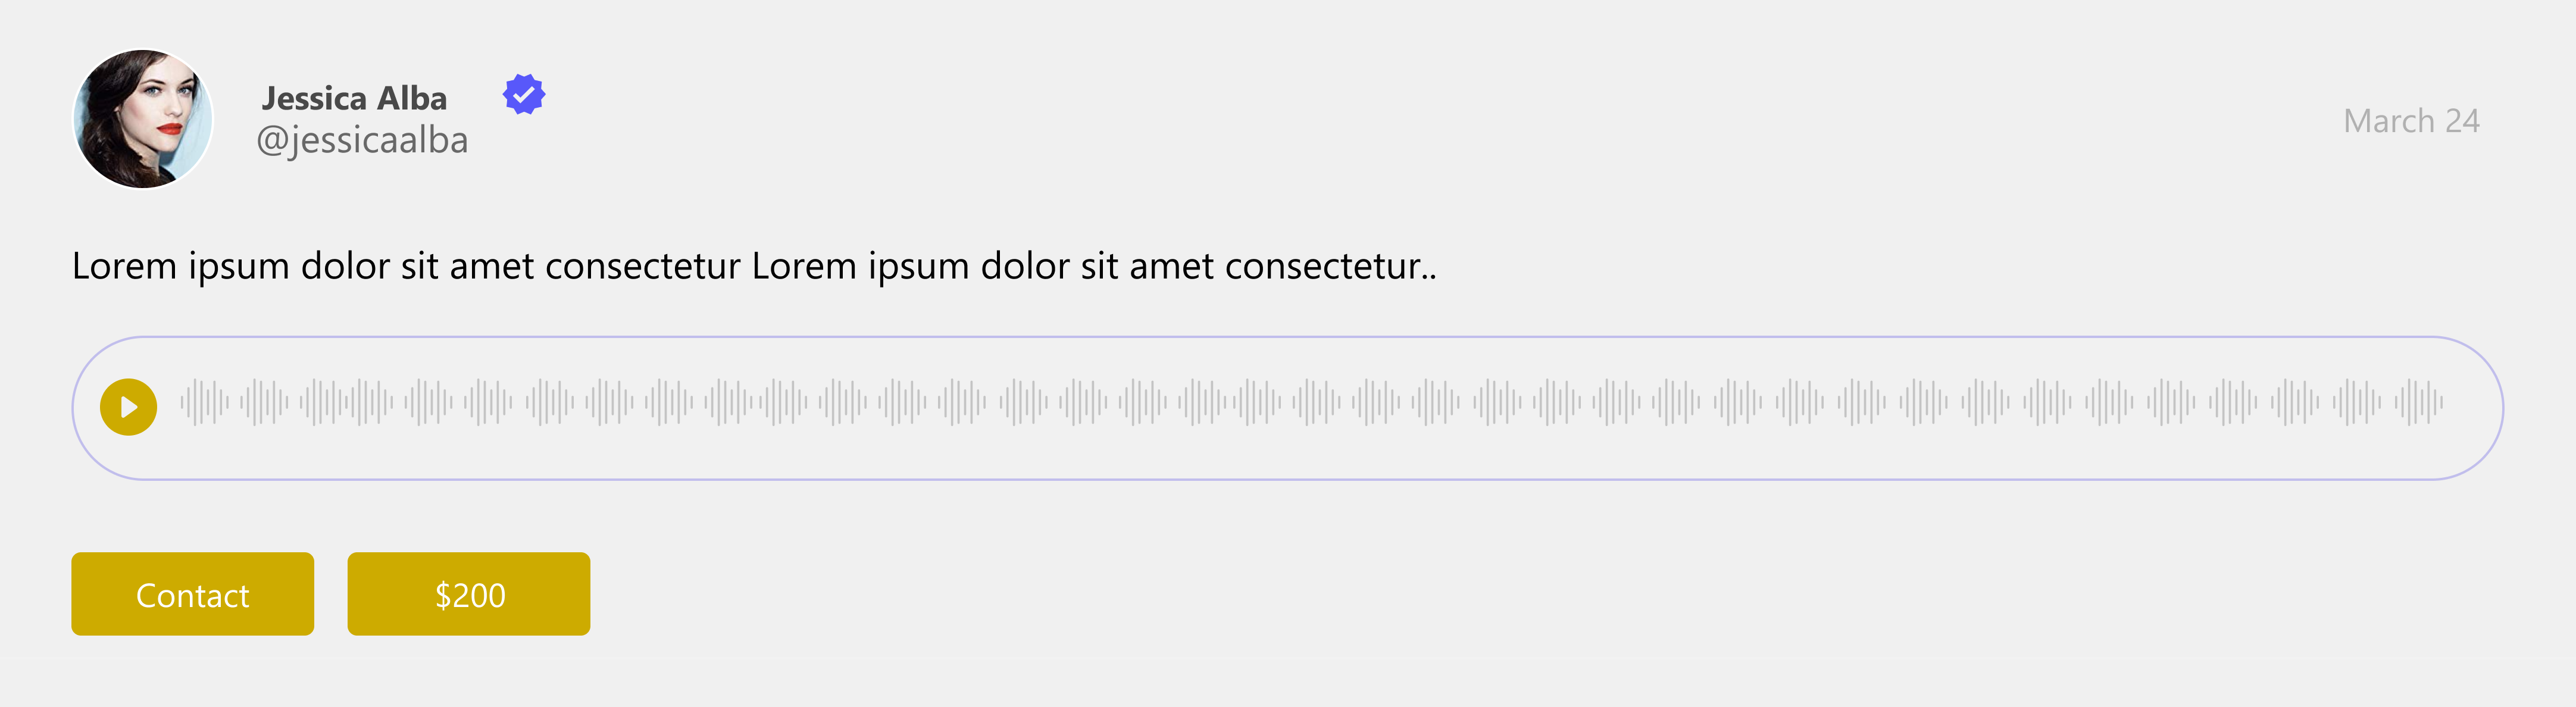 Jessica Alba
@jessicaalba
March 24
Lorem ipsum dolor sit amet consectetur Lorem ipsum dolor sit amet consectetur..
Contact
$200